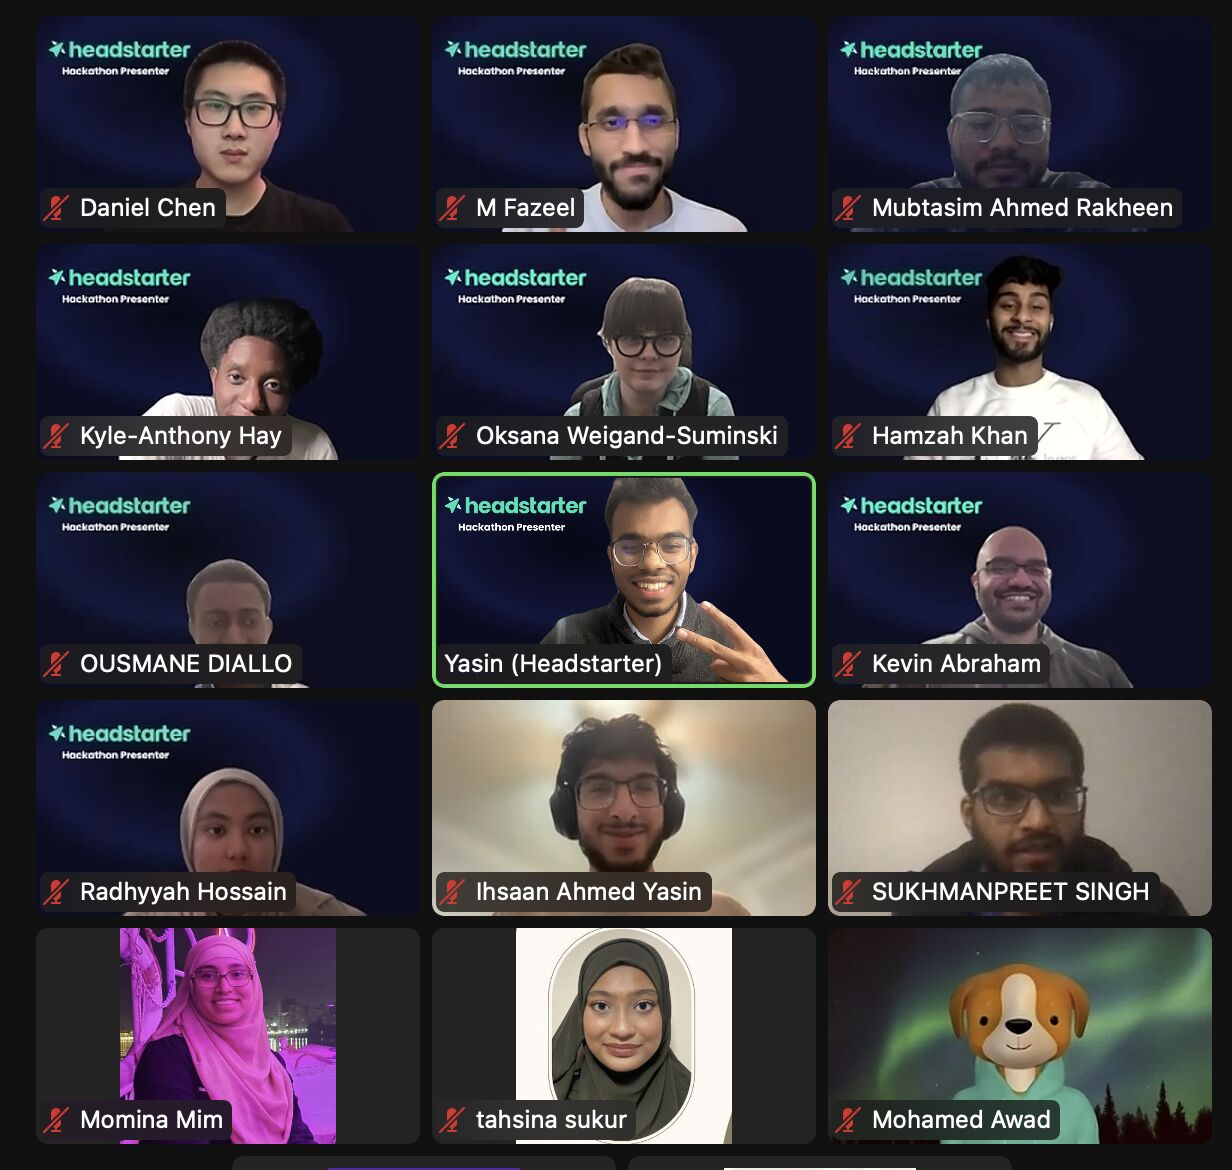 headstarter
Hackathon Presenter
Daniel Chen
headstarter
Hackathon Presenter
M Fazeel
headstarter
Hackathon Presenter
Mubtasim Ahmed Rakheen
headstarter
Hackathon Presenter
Kyle-Anthony Hay
headstarter
Hackathon Presenter
Oksana Weigand-Suminski
headstarter
Hackathon Presenter
Hamzah Khan
headstarter
Hackathon Presenter
OUSMANE DIALLO
headstarter
Hackathon Presenter
Yasin (Headstarter)
headstarter
Hackathon Presenter
Kevin Abraham
headstarter
Hackathon Presenter
Radhyyah Hossain
Ihsaan Ahmed Yasin
SUKHMANPREET SINGH
Momina Mim
tahsina sukur
Mohamed Awad